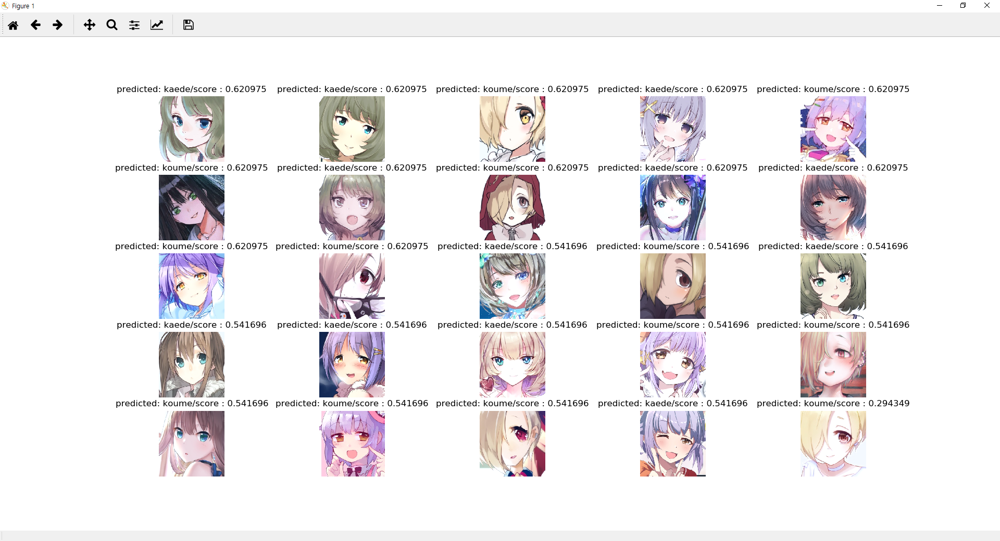 Figure 1
predicted: kaede/score : 0.620975 predicted: kaede/score : 0.620975 predicted: koume/score : 0.620975 predicted: kaede/score : 0.620975 predicted: koume/score : 0.620975
predicted: koume/score : 0.620975 predicted: kaede/score : 0.620975 predicted: koume/score : 0.620975 predicted: kaede/score : 0.620975 predicted: kaede/score : 0.620975
predicted: koume/score : 0.620975 predicted: koume/score : 0.620975 predicted: kaede/score : 0.541696 predicted: koume/score : 0.541696 predicted: kaede/score : 0.541696
predicted: kaede/score : 0.541696 predicted: kaede/score : 0.541696 predicted: kaede/score : 0.541696 predicted: koume/score : 0.541696 predicted: koume/score : 0.541696
predicted: koume/score : 0.541696 predicted: koume/score : 0.541696 predicted: koume/score : 0.541696 predicted: kaede/score : 0.541696 predicted: koume/score : 0.294349